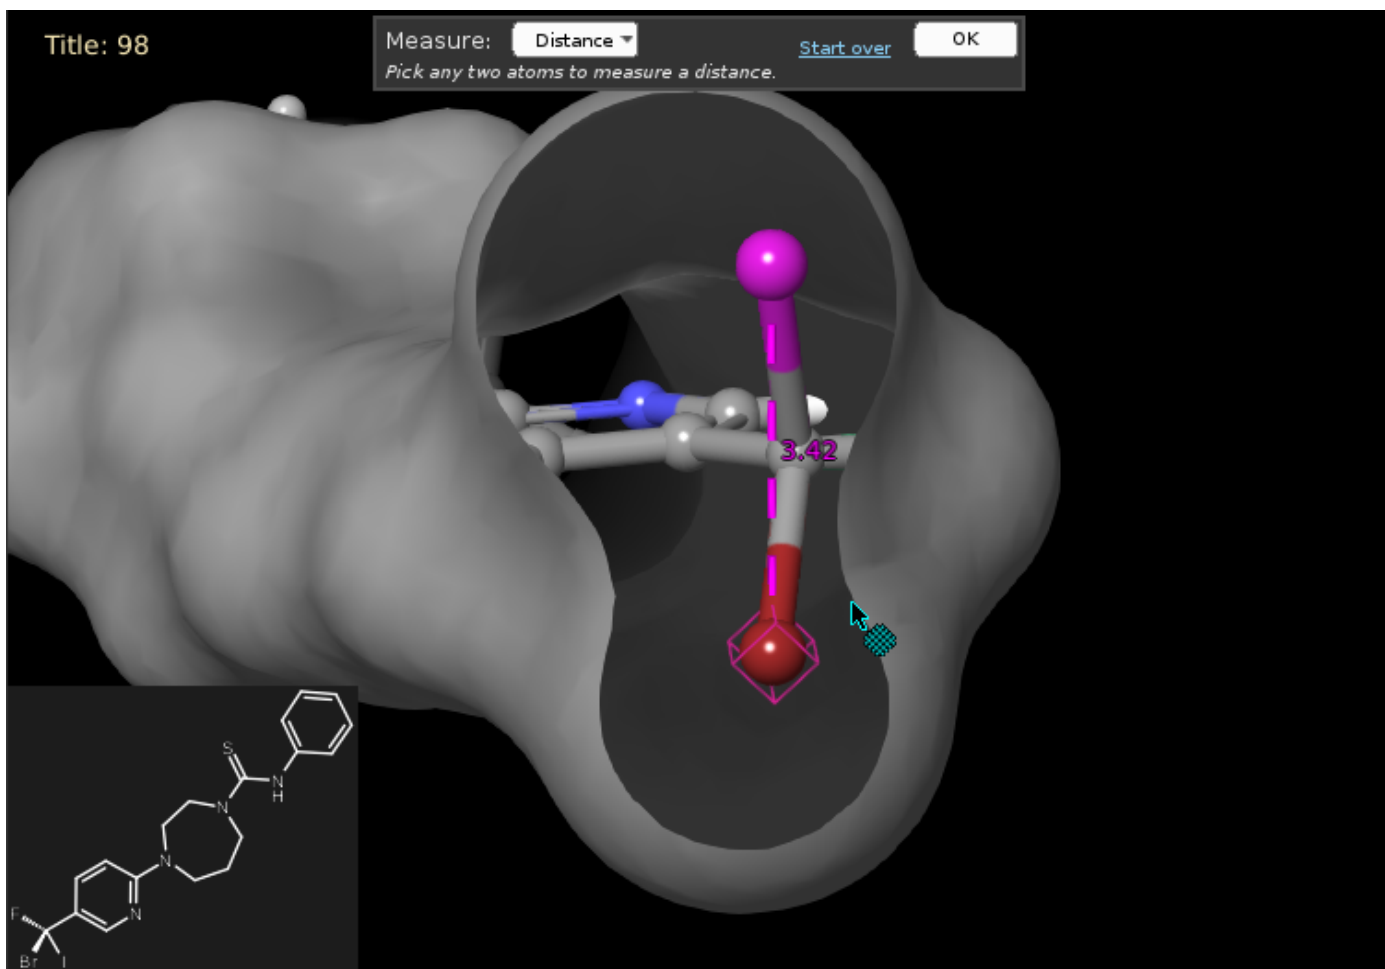 Title: 98
Measure: Distance Start over OK
Pick any two atoms to measure a distance.
3.42
S
N
H
N
N
N
F
Br I